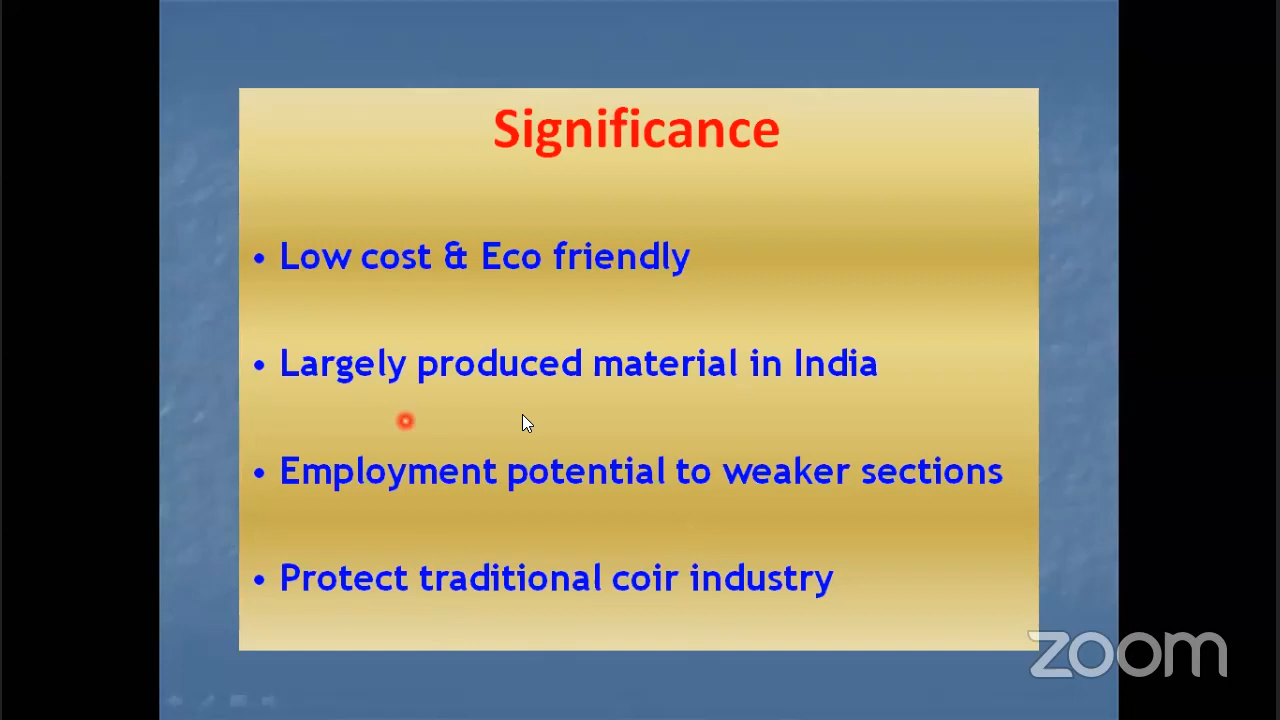 Significance
• Low cost & Eco friendly
• Largely produced material in India
• Employment potential to weaker sections
• Protect traditional coir industry
zoom